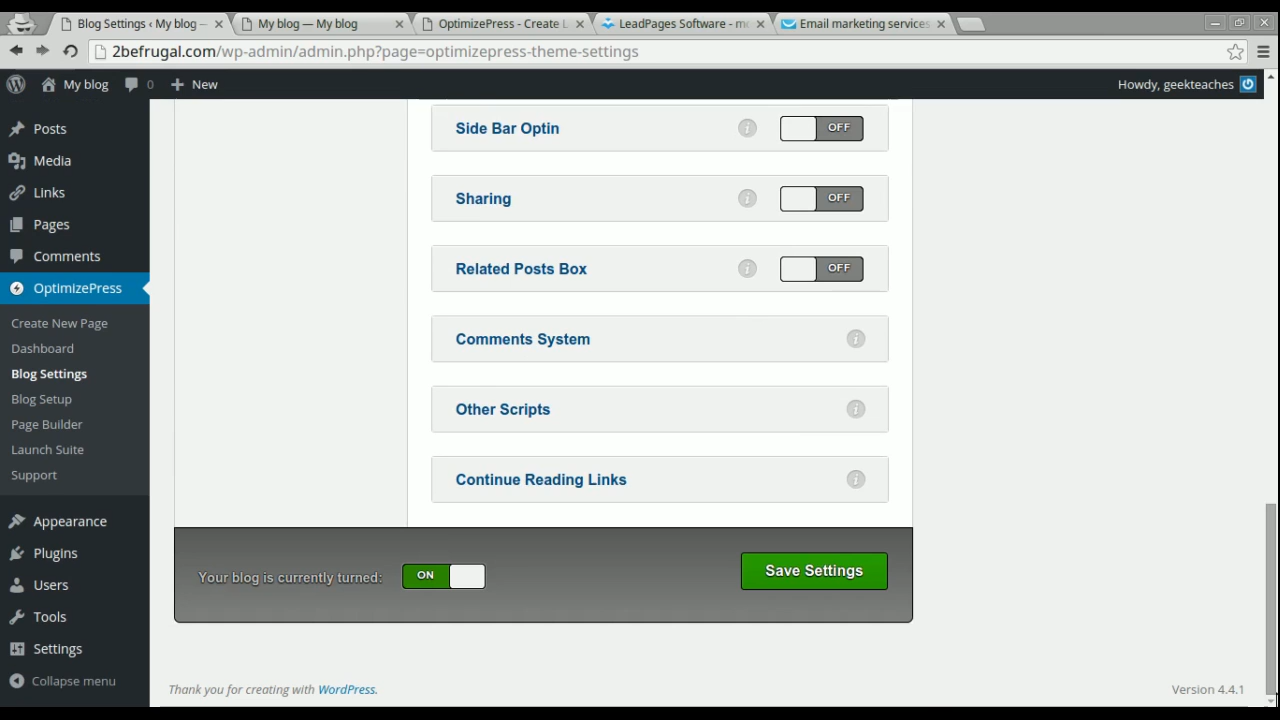 Blog Settings ‹ My blog —
My blog — My blog
OptimizePress - Create L
LeadPages Software - mo
Email marketing services
2befrugal.com/wp-admin/admin.php?page=optimizepress-theme-settings
My blog
0
New
Howdy, geekteaches
Posts
Media
Links
Pages
Comments
OptimizePress
Create New Page
Dashboard
Blog Settings
Blog Setup
Page Builder
Launch Suite
Support
Appearance
Plugins
Users
Tools
Settings
Collapse menu
Side Bar Optin
OFF
Sharing
OFF
Related Posts Box
OFF
Comments System
Other Scripts
Continue Reading Links
Your blog is currently turned:
ON
Save Settings
Thank you for creating with WordPress.
Version 4.4.1